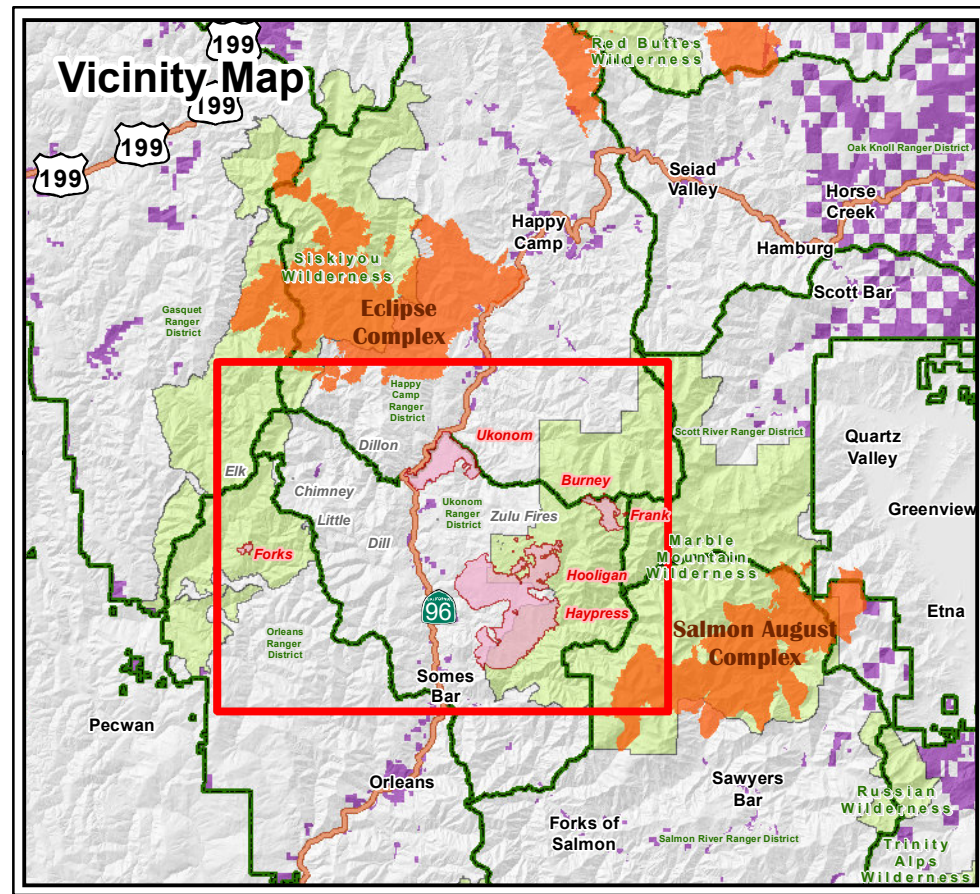 199
Vicinity Map
199
199
199
Red Buttes
Wilderness
Oak Knoll Ranger District
Seiad
Valley
Horse
Creek
Happy
Camp
Hamburg
Siskiyou
Wilderness
Scott Bar
Eclipse
Complex
Gasquet
Ranger
District
Happy
Camp
Ranger
District
Scott River Ranger District
Quartz
Valley
Ukonom
Dillon
Elk
Burney
Chimney
Ukonom
Ranger
District
Zulu Fires
Frank
Greenview
Little
Dill
Forks
Marble
Mountain
Wilderness
Hooligan
CALIFORNIA
96
Haypress
Etna
Orleans
Ranger
District
Salmon August
Complex
Somes
Bar
Pecwan
Orleans
Sawyers
Bar
Russian
Wilderness
Forks of
Salmon
Salmon River Ranger District
Trinity
Alps
Wilderness